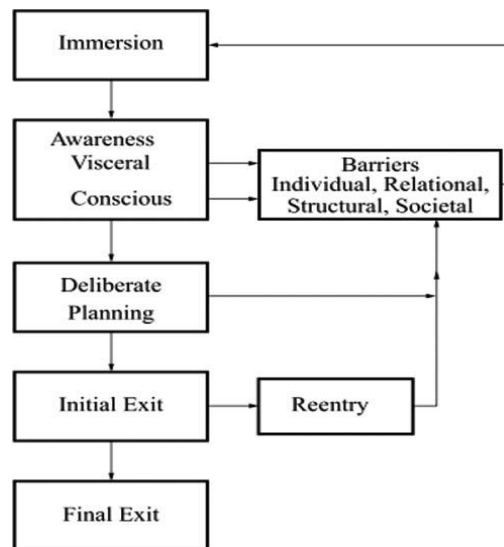 Immersion
Awareness
Visceral
Conscious
Barriers
Individual, Relational,
Structural, Societal
Deliberate
Planning
Initial Exit
Reentry
Final Exit